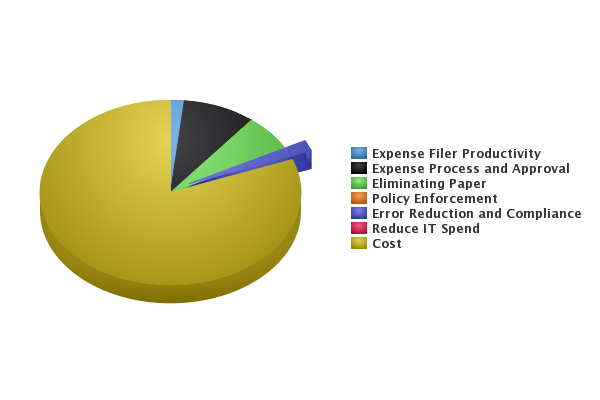 Expense Filer Productivity
Expense Process and Approval
Eliminating Paper
Policy Enforcement
Error Reduction and Compliance
Reduce IT Spend
Cost